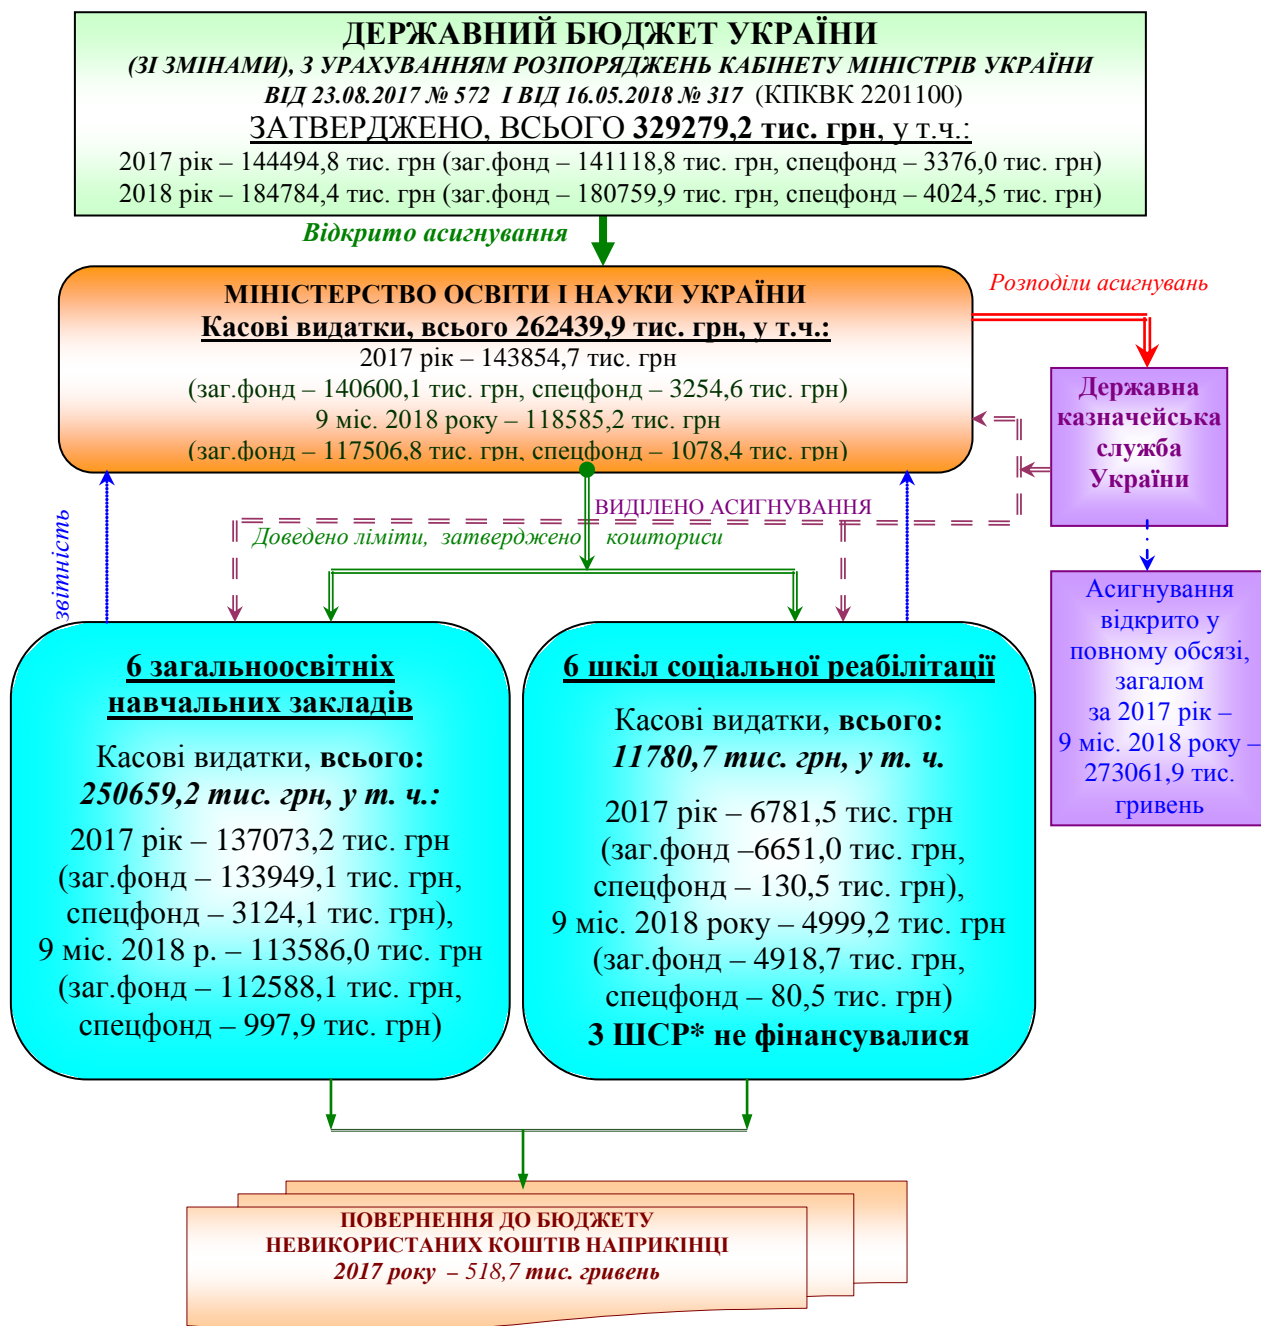 ДЕРЖАВНИЙ БЮДЖЕТ УКРАЇНИ
(ЗІ ЗМІНАМИ), З УРАХУВАННЯМ РОЗПОРЯДЖЕНЬ КАБІНЕТУ МІНІСТРІВ УКРАЇНИ
ВІД 23.08.2017 № 572 І ВІД 16.05.2018 № 317 (КПКВК 2201100)
ЗАТВЕРДЖЕНО, ВСЬОГО 329279,2 тис. грн, у т.ч.:
2017 рік – 144494,8 тис. грн (заг.фонд – 141118,8 тис. грн, спецфонд – 3376,0 тис. грн)
2018 рік – 184784,4 тис. грн (заг.фонд – 180759,9 тис. грн, спецфонд – 4024,5 тис. грн)
Відкрито асигнування
МІНІСТЕРСТВО ОСВІТИ І НАУКИ УКРАЇНИ
Касові видатки, всього 262439,9 тис. грн, у т.ч.:
2017 рік – 143854,7 тис. грн
(заг.фонд – 140600,1 тис. грн, спецфонд – 3254,6 тис. грн)
9 міс. 2018 року – 118585,2 тис. грн
(заг.фонд – 117506,8 тис. грн, спецфонд – 1078,4 тис. грн)
Розподіли асигнувань
Державна
казначейська
служба
України
ВИДІЛЕНО АСИГНУВАННЯ
Доведено ліміти, затверджено кошториси
звітність
Асигнування
відкрито у
повному обсязі,
загалом
за 2017 рік –
9 міс. 2018 року –
273061,9 тис.
гривень
6 загальноосвітніх
навчальних закладів
Касові видатки, всього:
250659,2 тис. грн, у т. ч.:
2017 рік – 137073,2 тис. грн
(заг.фонд – 133949,1 тис. грн,
спецфонд – 3124,1 тис. грн),
9 міс. 2018 р. – 113586,0 тис. грн
(заг.фонд – 112588,1 тис. грн,
спецфонд – 997,9 тис. грн)
6 шкіл соціальної реабілітації
Касові видатки, всього:
11780,7 тис. грн, у т. ч.
2017 рік – 6781,5 тис. грн
(заг.фонд –6651,0 тис. грн,
спецфонд – 130,5 тис. грн),
9 міс. 2018 року – 4999,2 тис. грн
(заг.фонд – 4918,7 тис. грн,
спецфонд – 80,5 тис. грн)
3 ШСР* не фінансувалися
ПОВЕРНЕННЯ ДО БЮДЖЕТУ
НЕВИКОРИСТАНИХ КОШТІВ НАПРИКІНЦІ
2017 року – 518,7 тис. гривень